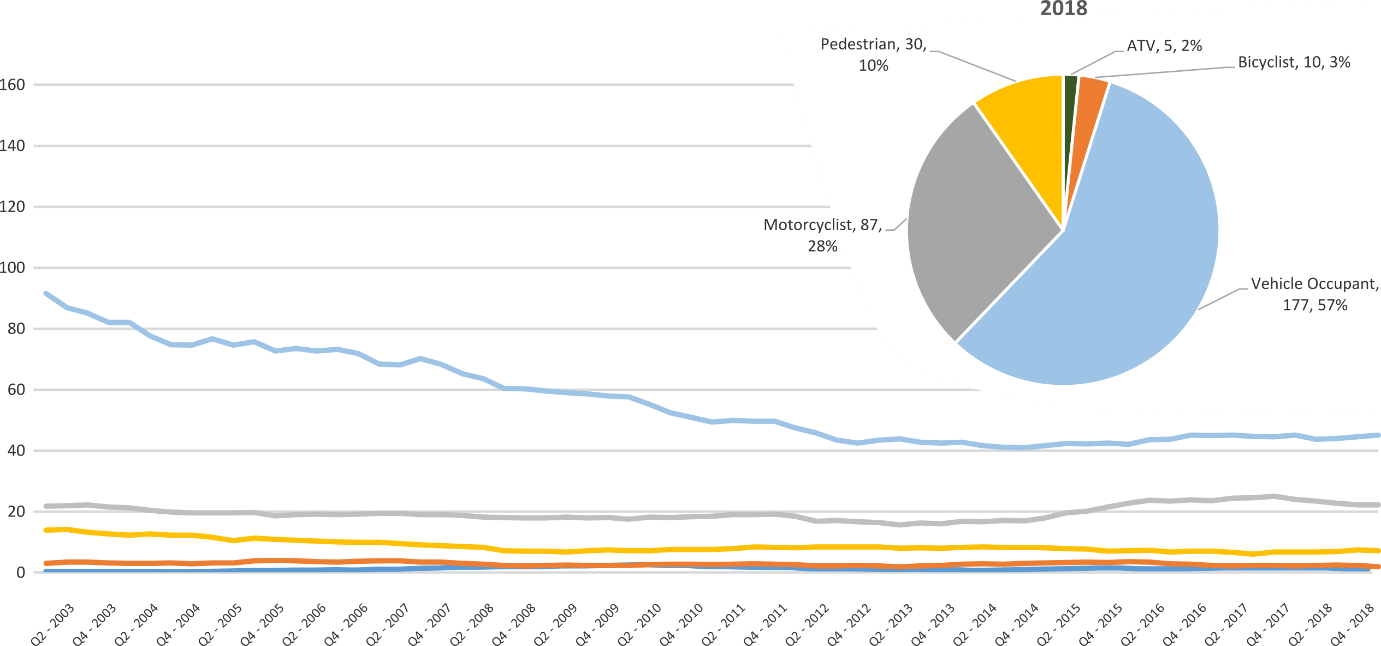 2018
Pedestrian, 30,
10%
ATV, 5, 2%
Bicyclist, 10, 3%
Motorcyclist, 87,
28%
Vehicle Occupant,
177, 57%
160
140
120
100
80
60
40
20
0
Q2 - 2003
Q4 - 2003
Q2 - 2004
Q4 - 2004
Q2 - 2005
Q4 - 2005
Q2 - 2006
Q4 - 2006
Q2 - 2007
Q4 - 2007
Q2 - 2008
Q4 - 2008
Q2 - 2009
Q4 - 2009
Q2 - 2010
Q4 - 2010
Q2 - 2011
Q4 - 2011
Q2 - 2012
Q4 - 2012
Q2 - 2013
Q4 - 2013
Q2 - 2014
Q4 - 2014
Q2 - 2015
Q4 - 2015
Q2 - 2016
Q4 - 2016
Q2 - 2017
Q4 - 2017
Q2 - 2018
Q4 - 2018